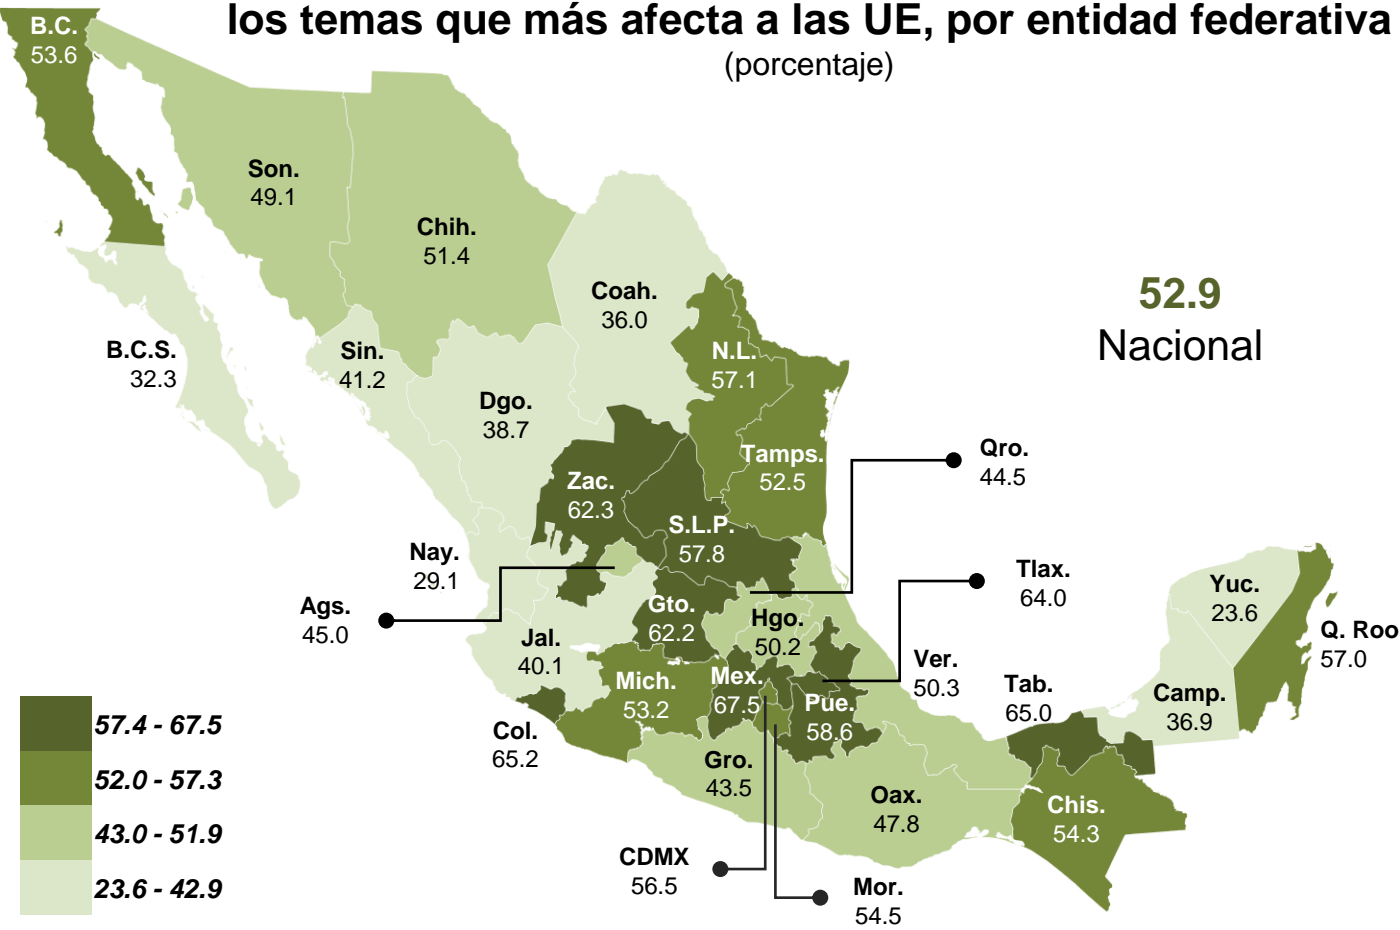 los temas que más afecta a las UE, por entidad federativa
(porcentaje)
B.C.
53.6
Son.
49.1
Chih.
51.4
Coah.
36.0
52.9
Nacional
B.C.S.
32.3
Sin.
41.2
N.L.
57.1
Dgo.
38.7
Tamps.
52.5
Qro.
44.5
Zac.
62.3
S.L.P.
57.8
Nay.
29.1
Tlax.
64.0
Yuc.
23.6
Ags.
45.0
Gto.
62.2
Hgo.
50.2
Q. Roo
57.0
Jal.
40.1
Ver.
50.3
Mich.
53.2
Mex.
67.5
Pue.
58.6
Tab.
65.0
Camp.
36.9
Col.
65.2
Gro.
43.5
Oax.
47.8
Chis.
54.3
CDMX
56.5
Mor.
54.5
57.4 - 67.5
52.0 - 57.3
43.0 - 51.9
23.6 - 42.9